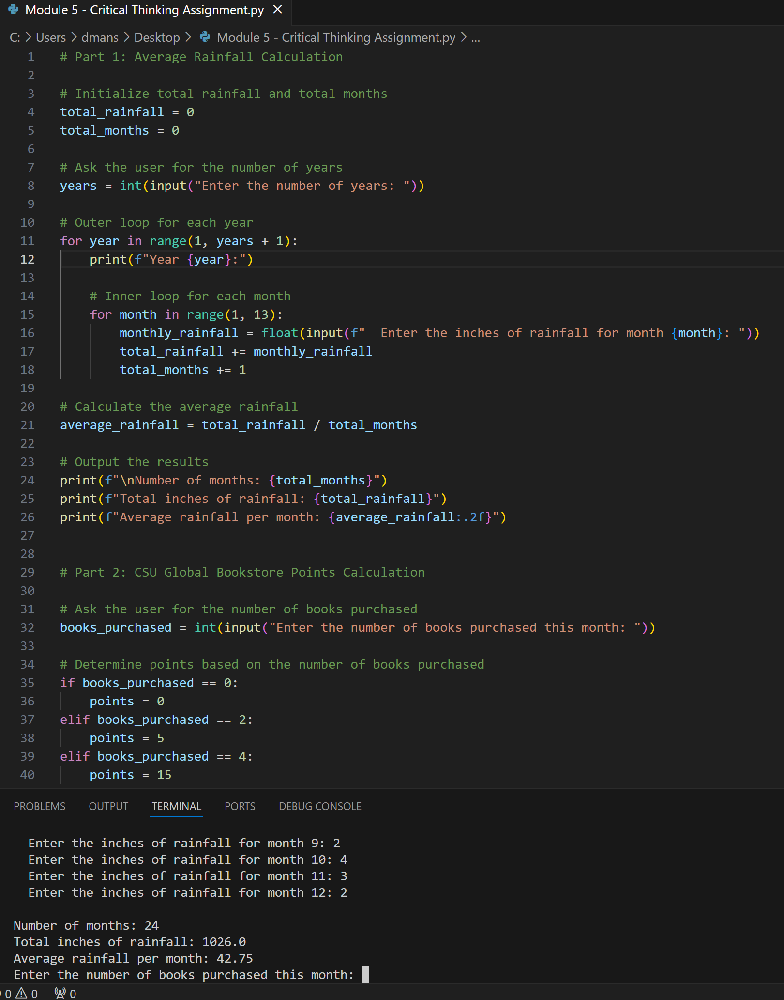 Module 5 - Critical Thinking Assignment.py
C: > Users > dmans > Desktop > Module 5 - Critical Thinking Assignment.py > ...
1 # Part 1: Average Rainfall Calculation
2
3 # Initialize total rainfall and total months
4 total_rainfall = 0
5 total_months = 0
6
7 # Ask the user for the number of years
8 years = int(input("Enter the number of years: "))
9
10 # Outer loop for each year
11 for year in range(1, years + 1):
12     print(f"Year {year}:")
13
14     # Inner loop for each month
15     for month in range(1, 13):
16         monthly_rainfall = float(input(f"  Enter the inches of rainfall for month {month}: "))
17         total_rainfall += monthly_rainfall
18         total_months += 1
19
20 # Calculate the average rainfall
21 average_rainfall = total_rainfall / total_months
22
23 # Output the results
24 print(f"\nNumber of months: {total_months}")
25 print(f"Total inches of rainfall: {total_rainfall}")
26 print(f"Average rainfall per month: {average_rainfall:.2f}")
27
28
29 # Part 2: CSU Global Bookstore Points Calculation
30
31 # Ask the user for the number of books purchased
32 books_purchased = int(input("Enter the number of books purchased this month: "))
33
34 # Determine points based on the number of books purchased
35 if books_purchased == 0:
36     points = 0
37 elif books_purchased == 2:
38     points = 5
39 elif books_purchased == 4:
40     points = 15
PROBLEMS OUTPUT TERMINAL PORTS DEBUG CONSOLE
  Enter the inches of rainfall for month 9: 2
  Enter the inches of rainfall for month 10: 4
  Enter the inches of rainfall for month 11: 3
  Enter the inches of rainfall for month 12: 2
Number of months: 24
Total inches of rainfall: 1026.0
Average rainfall per month: 42.75
Enter the number of books purchased this month:
0 0 0